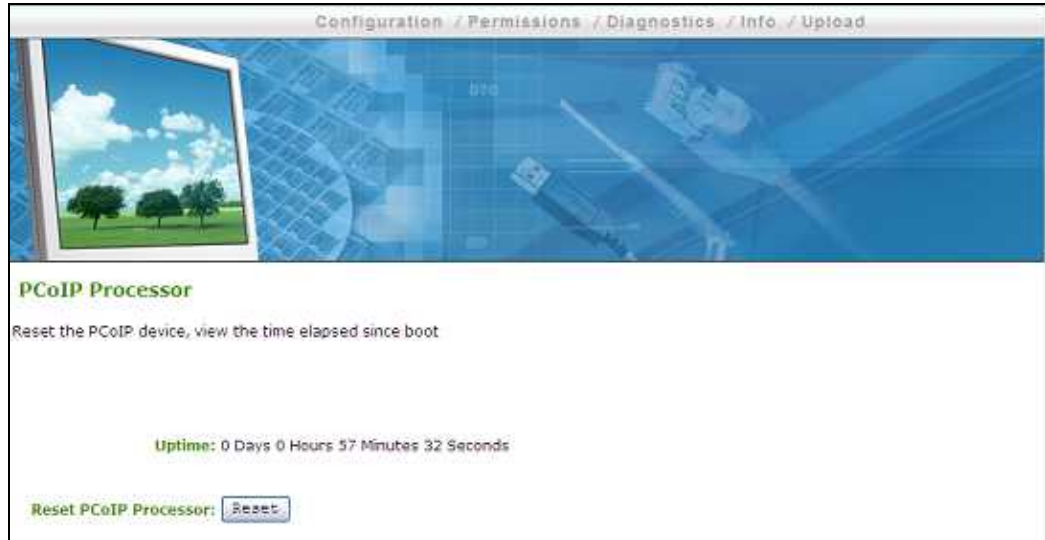 Configuration / Permissions / Diagnostics / Info / Upload
PCoIP Processor
Reset the PCoIP device, view the time elapsed since boot
Uptime: 0 Days 0 Hours 57 Minutes 32 Seconds
Reset PCoIP Processor: Reset